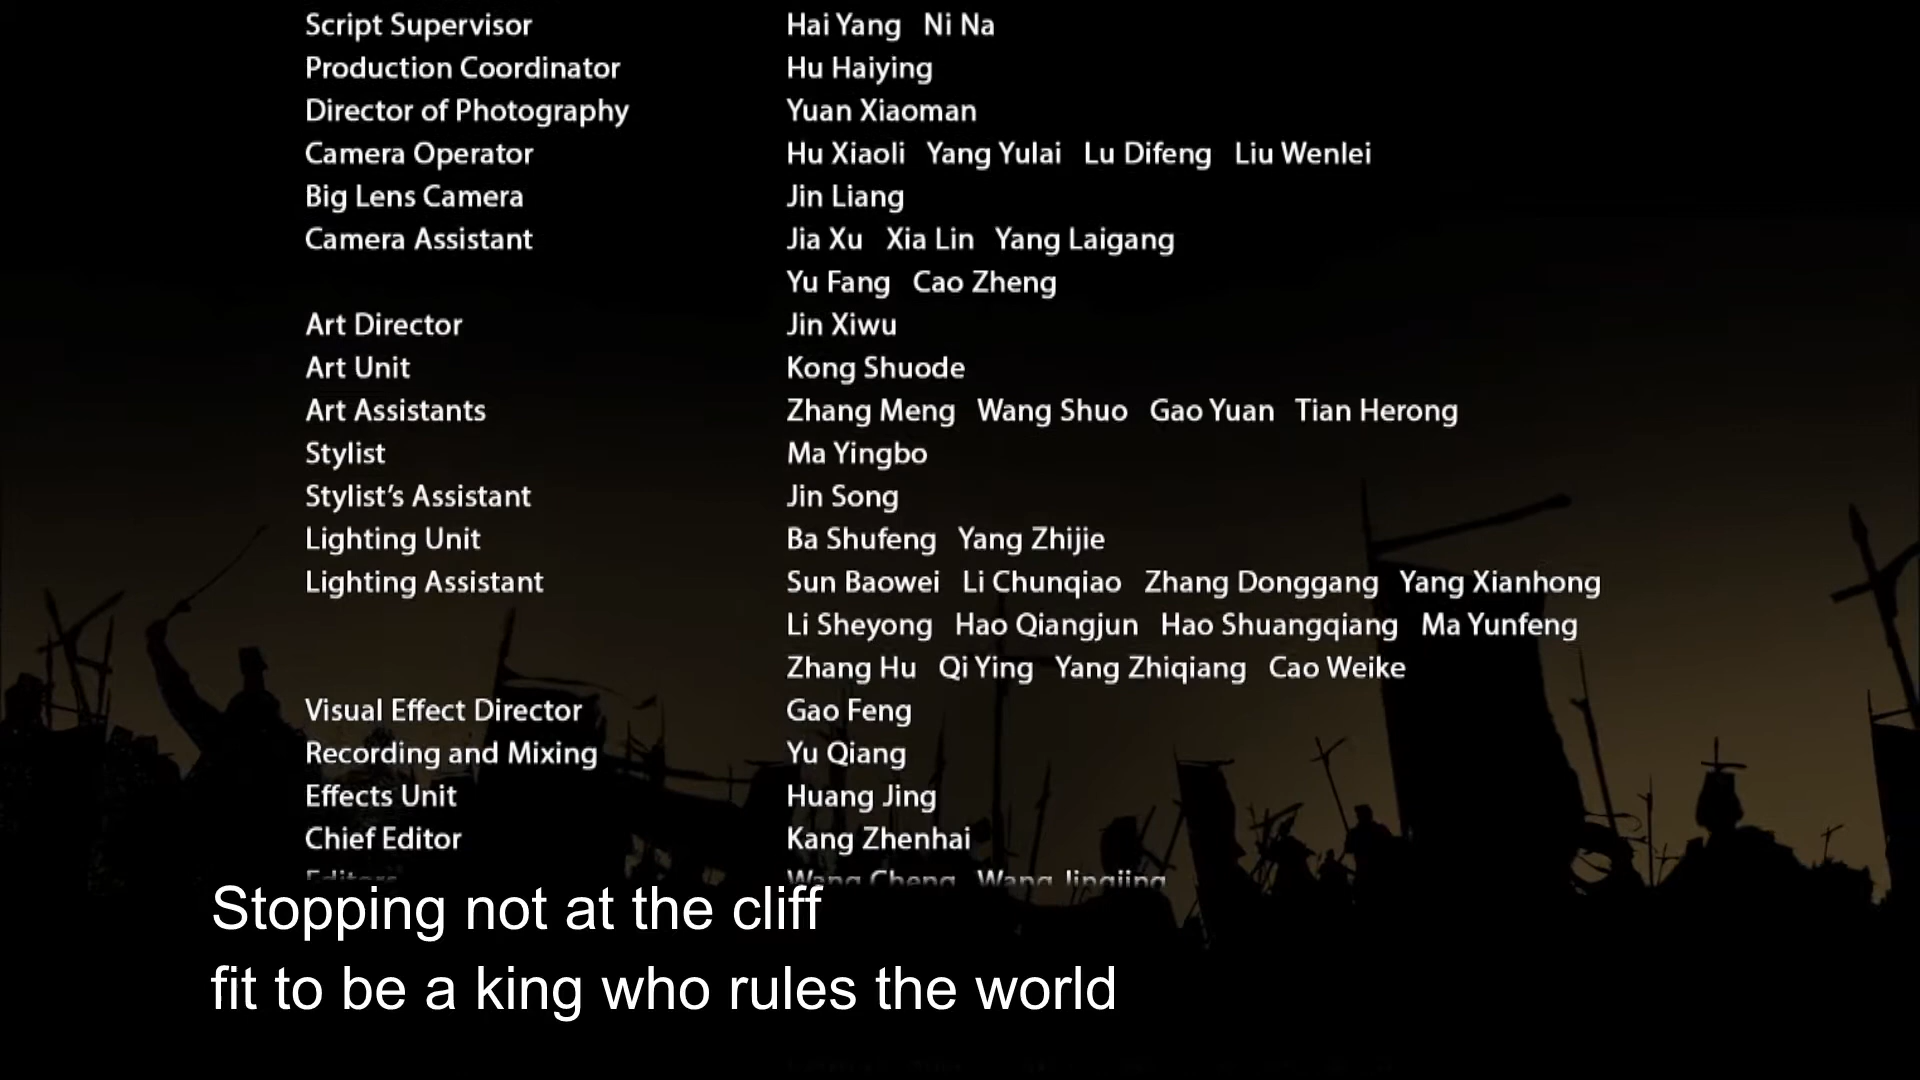 Script Supervisor Hai Yang Ni Na
Production Coordinator Hu Haiying
Director of Photography Yuan Xiaoman
Camera Operator Hu Xiaoli Yang Yulai Lu Difeng Liu Wenlei
Big Lens Camera Jin Liang
Camera Assistant Jia Xu Xia Lin Yang Laigang
Yu Fang Cao Zheng
Art Director Jin Xiwu
Art Unit Kong Shuode
Art Assistants Zhang Meng Wang Shuo Gao Yuan Tian Herong
Stylist Ma Yingbo
Stylist’s Assistant Jin Song
Lighting Unit Ba Shufeng Yang Zhijie
Lighting Assistant Sun Baowei Li Chunqiao Zhang Donggang Yang Xianhong
Li Sheyong Hao Qiangjun Hao Shuangqiang Ma Yunfeng
Zhang Hu Qi Ying Yang Zhiqiang Cao Weike
Visual Effect Director Gao Feng
Recording and Mixing Yu Qiang
Effects Unit Huang Jing
Chief Editor Kang Zhenhai
Editors Wang Cheng Wang Jingjing
Stopping not at the cliff
fit to be a king who rules the world